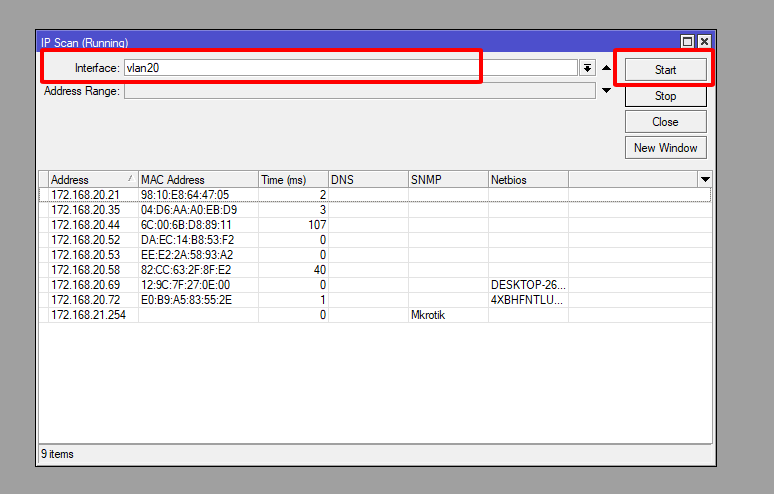 IP Scan (Running)
Interface: vlan20
Start
Address Range:
Stop
Close
New Window
Address MAC Address Time (ms) DNS SNMP Netbios
172.168.20.21 98:10:E8:64:47:05 2
172.168.20.35 04:D6:AA:A0:EB:D9 3
172.168.20.44 6C:00:6B:D8:89:11 107
172.168.20.52 DA:EC:14:B8:53:F2 0
172.168.20.53 EE:E2:2A:58:93:A2 0
172.168.20.58 82:CC:63:2F:8F:E2 40
172.168.20.69 12:9C:7F:27:0E:00 0 DESKTOP-26...
172.168.20.72 E0:B9:A5:83:55:2E 1 4XBHFNTLU...
172.168.21.254 0 Mkrotik
9 items